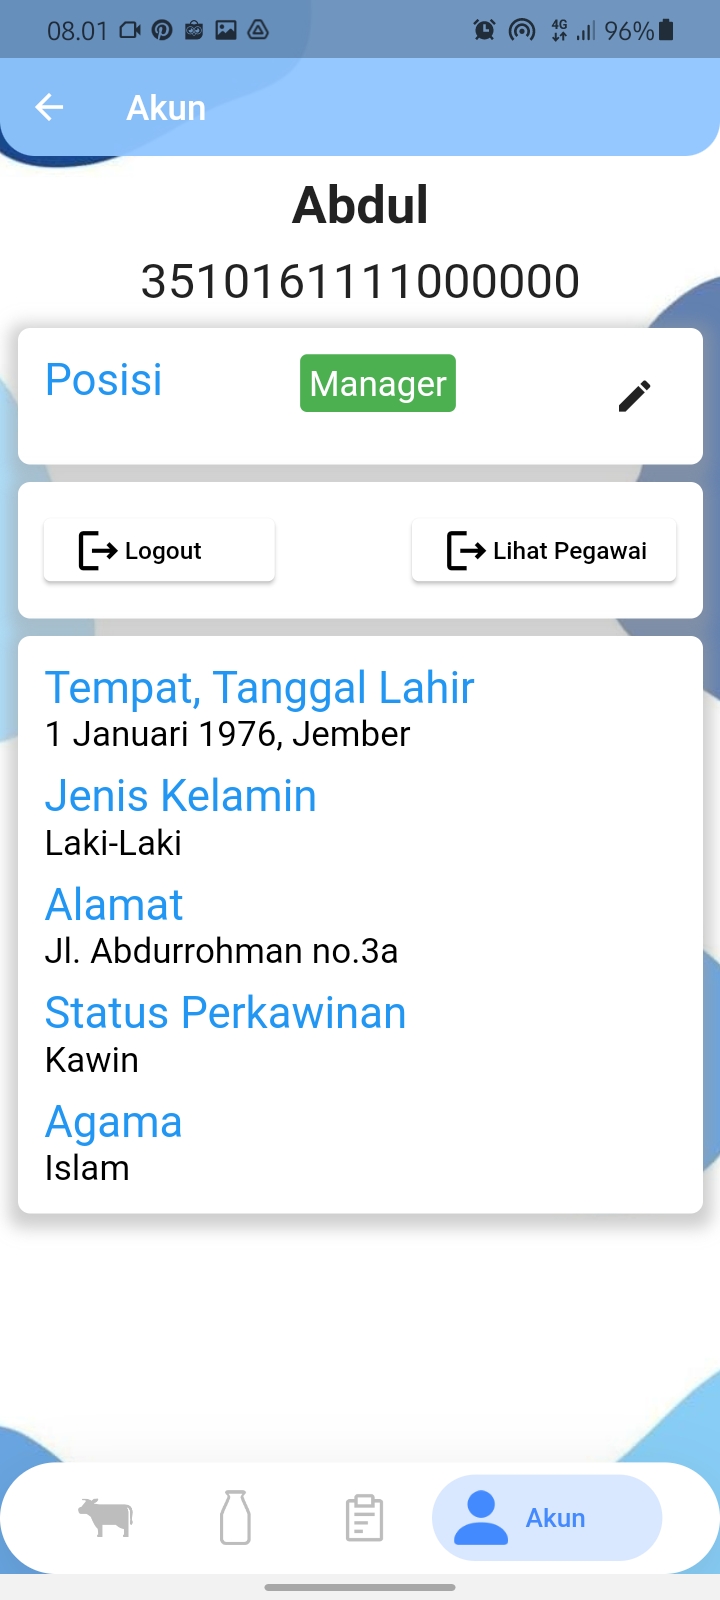 08.01
4G
96%
Akun
Abdul
3510161111000000
Posisi
Manager
Logout
Lihat Pegawai
Tempat, Tanggal Lahir
1 Januari 1976, Jember
Jenis Kelamin
Laki-Laki
Alamat
Jl. Abdurrohman no.3a
Status Perkawinan
Kawin
Agama
Islam
Akun